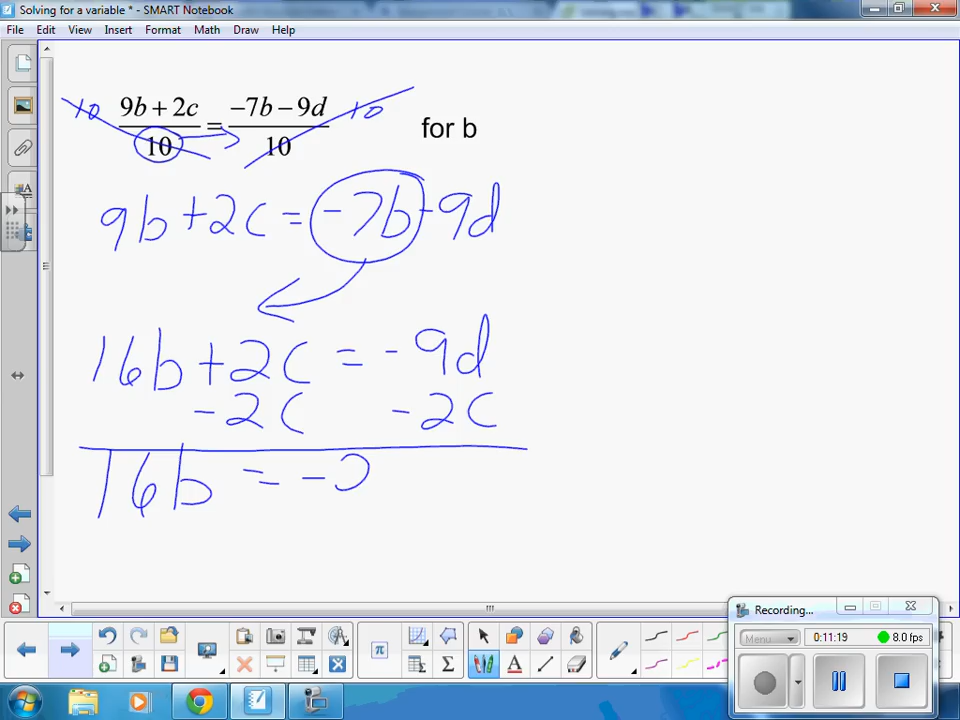 Solving for a variable * - SMART Notebook
File Edit View Insert Format Math Draw Help
10 9b + 2c / 10 = −7b − 9d / 10 10 for b
9b + 2c = -7b - 9d
16b + 2c = -9d
-2c -2c
16b = -
Recording...
Menu... 0:11:19 8.0 fps